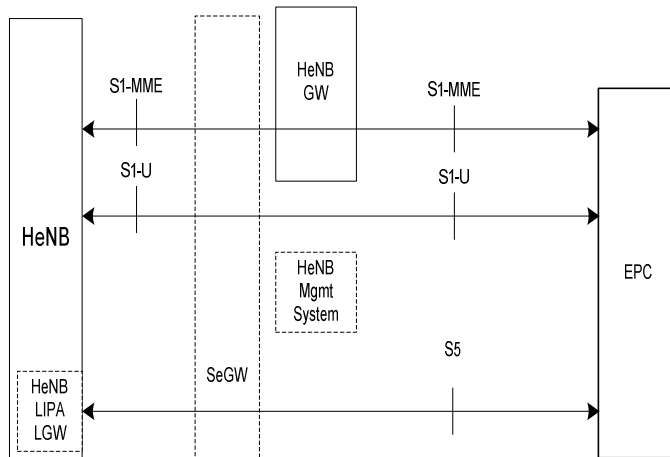 HeNB
GW
S1-MME
S1-MME
S1-U
S1-U
HeNB
HeNB
Mgmt
System
EPC
S5
SeGW
HeNB
LIPA
LGW